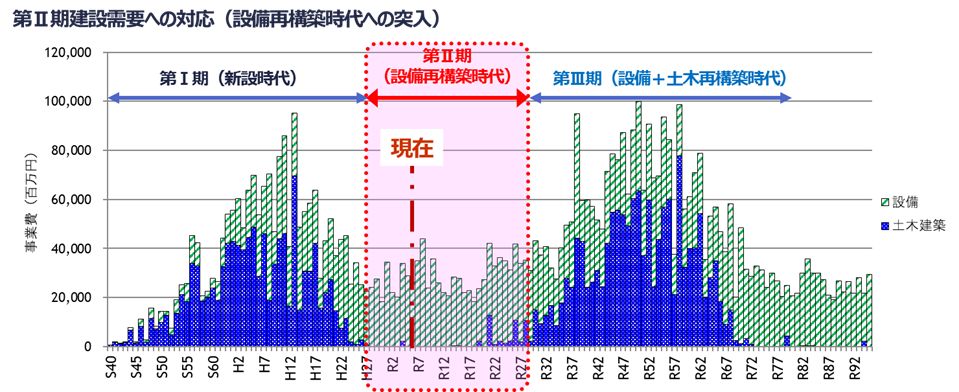 第Ⅱ期建設需要への対応（設備再構築時代への突入）
120,000
100,000
80,000
60,000
40,000
20,000
0
事業費（百万円）
第Ⅰ期（新設時代）
第Ⅱ期
（設備再構築時代）
第Ⅲ期（設備＋土木再構築時代）
現在
設備
土木建築
S40
S45
S50
S55
S60
H2
H7
H12
H17
H22
H27
R2
R7
R12
R17
R22
R27
R32
R37
R42
R47
R52
R57
R62
R67
R72
R77
R82
R87
R92